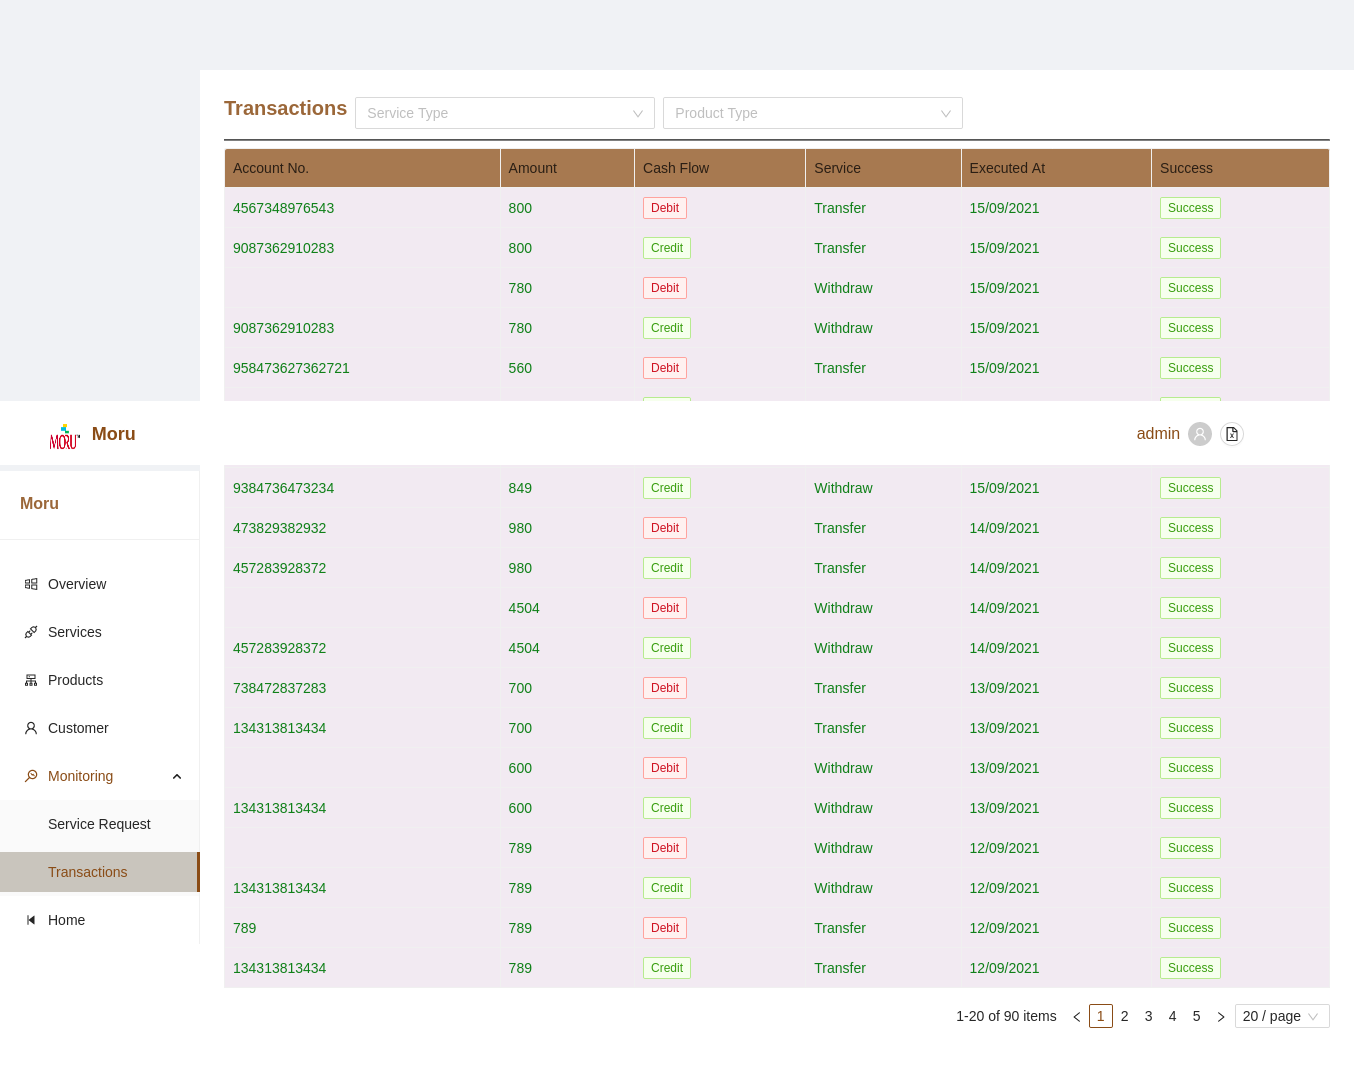 Transactions Service Type Product Type
Account No. Amount Cash Flow Service Executed At Success
4567348976543 800 Debit Transfer 15/09/2021 Success
9087362910283 800 Credit Transfer 15/09/2021 Success
780 Debit Withdraw 15/09/2021 Success
9087362910283 780 Credit Withdraw 15/09/2021 Success
958473627362721 560 Debit Transfer 15/09/2021 Success
MORU Moru admin
9384736473234 849 Credit Withdraw 15/09/2021 Success
473829382932 980 Debit Transfer 14/09/2021 Success
457283928372 980 Credit Transfer 14/09/2021 Success
4504 Debit Withdraw 14/09/2021 Success
457283928372 4504 Credit Withdraw 14/09/2021 Success
738472837283 700 Debit Transfer 13/09/2021 Success
134313813434 700 Credit Transfer 13/09/2021 Success
600 Debit Withdraw 13/09/2021 Success
134313813434 600 Credit Withdraw 13/09/2021 Success
789 Debit Withdraw 12/09/2021 Success
134313813434 789 Credit Withdraw 12/09/2021 Success
789 789 Debit Transfer 12/09/2021 Success
134313813434 789 Credit Transfer 12/09/2021 Success
Moru
Overview
Services
Products
Customer
Monitoring
Service Request
Transactions
Home
1-20 of 90 items 1 2 3 4 5 20 / page